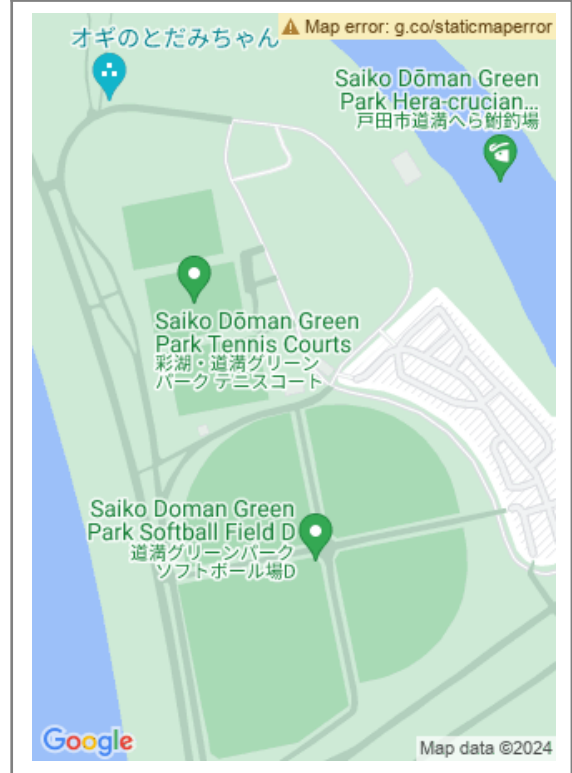 オギのとだみちゃん
Map error: g.co/staticmaperror
Saiko Dōman Green
Park Hera-crucian...
戸田市道満へら鮒釣場
Saiko Dōman Green
Park Tennis Courts
彩湖・道満グリーン
パーク テニスコート
Saiko Doman Green
Park Softball Field D
道満グリーンパーク
ソフトボール場D
Google
Map data ©2024